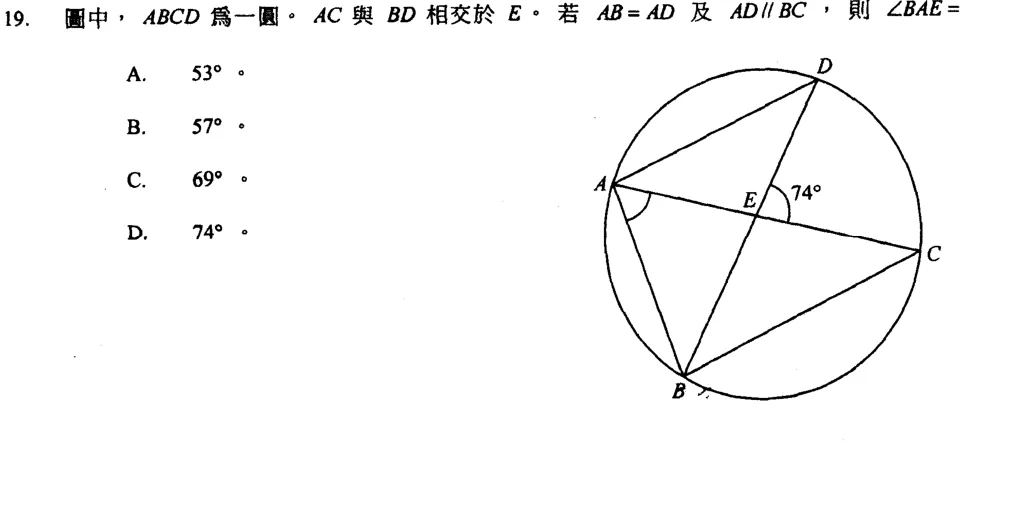 19. 圖中，ABCD 爲一圓。AC 與 BD 相交於 E。若 AB = AD 及 AD // BC，則 ∠BAE =
A. 53°。
B. 57°。
C. 69°。
D. 74°。
D
A
E
74°
C
B